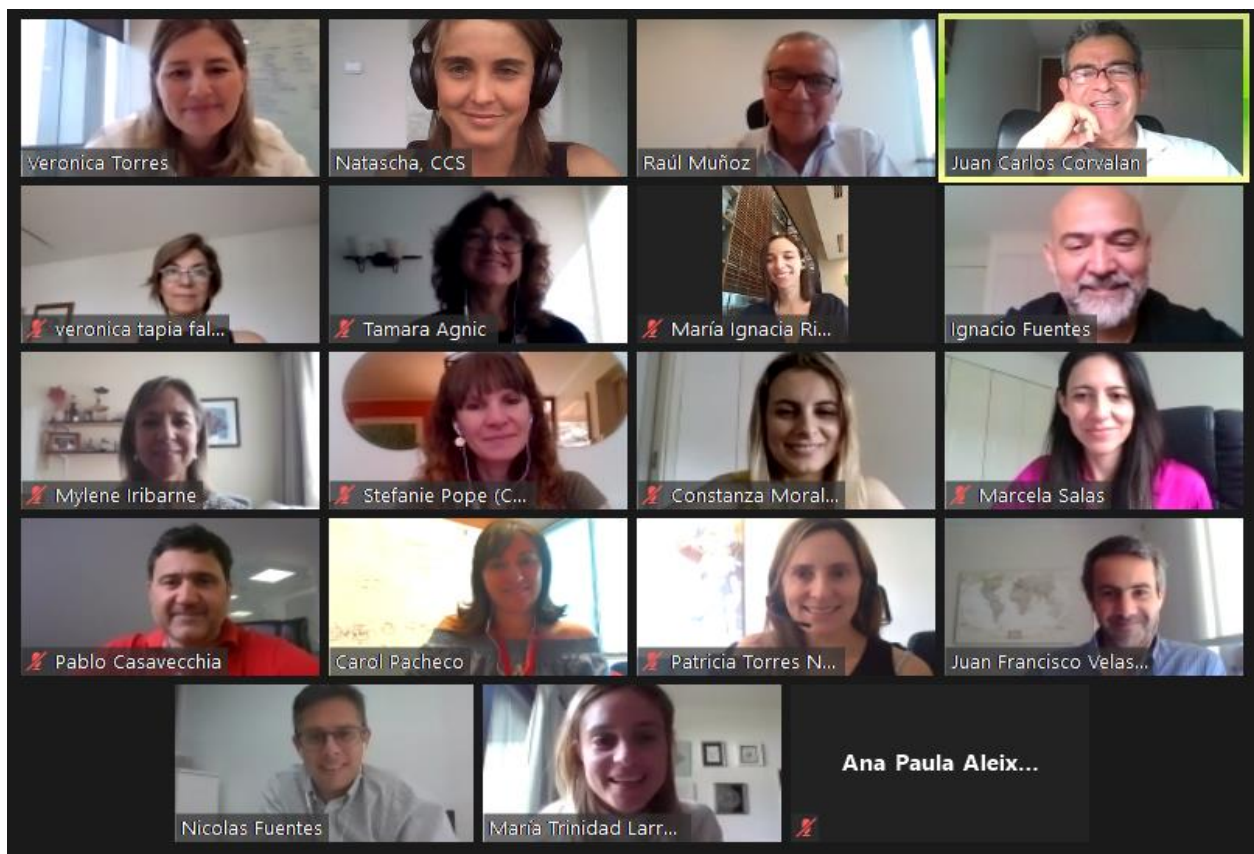 Veronica Torres
Natascha, CCS
Raúl Muñoz
Juan Carlos Corvalan
veronica tapia fal...
Tamara Agnic
María Ignacia Ri...
Ignacio Fuentes
Mylene Iribarne
Stefanie Pope (C...
Constanza Moral...
Marcela Salas
Pablo Casavecchia
Carol Pacheco
Patricia Torres N...
Juan Francisco Velas...
Nicolas Fuentes
María Trinidad Larr...
Ana Paula Aleix...